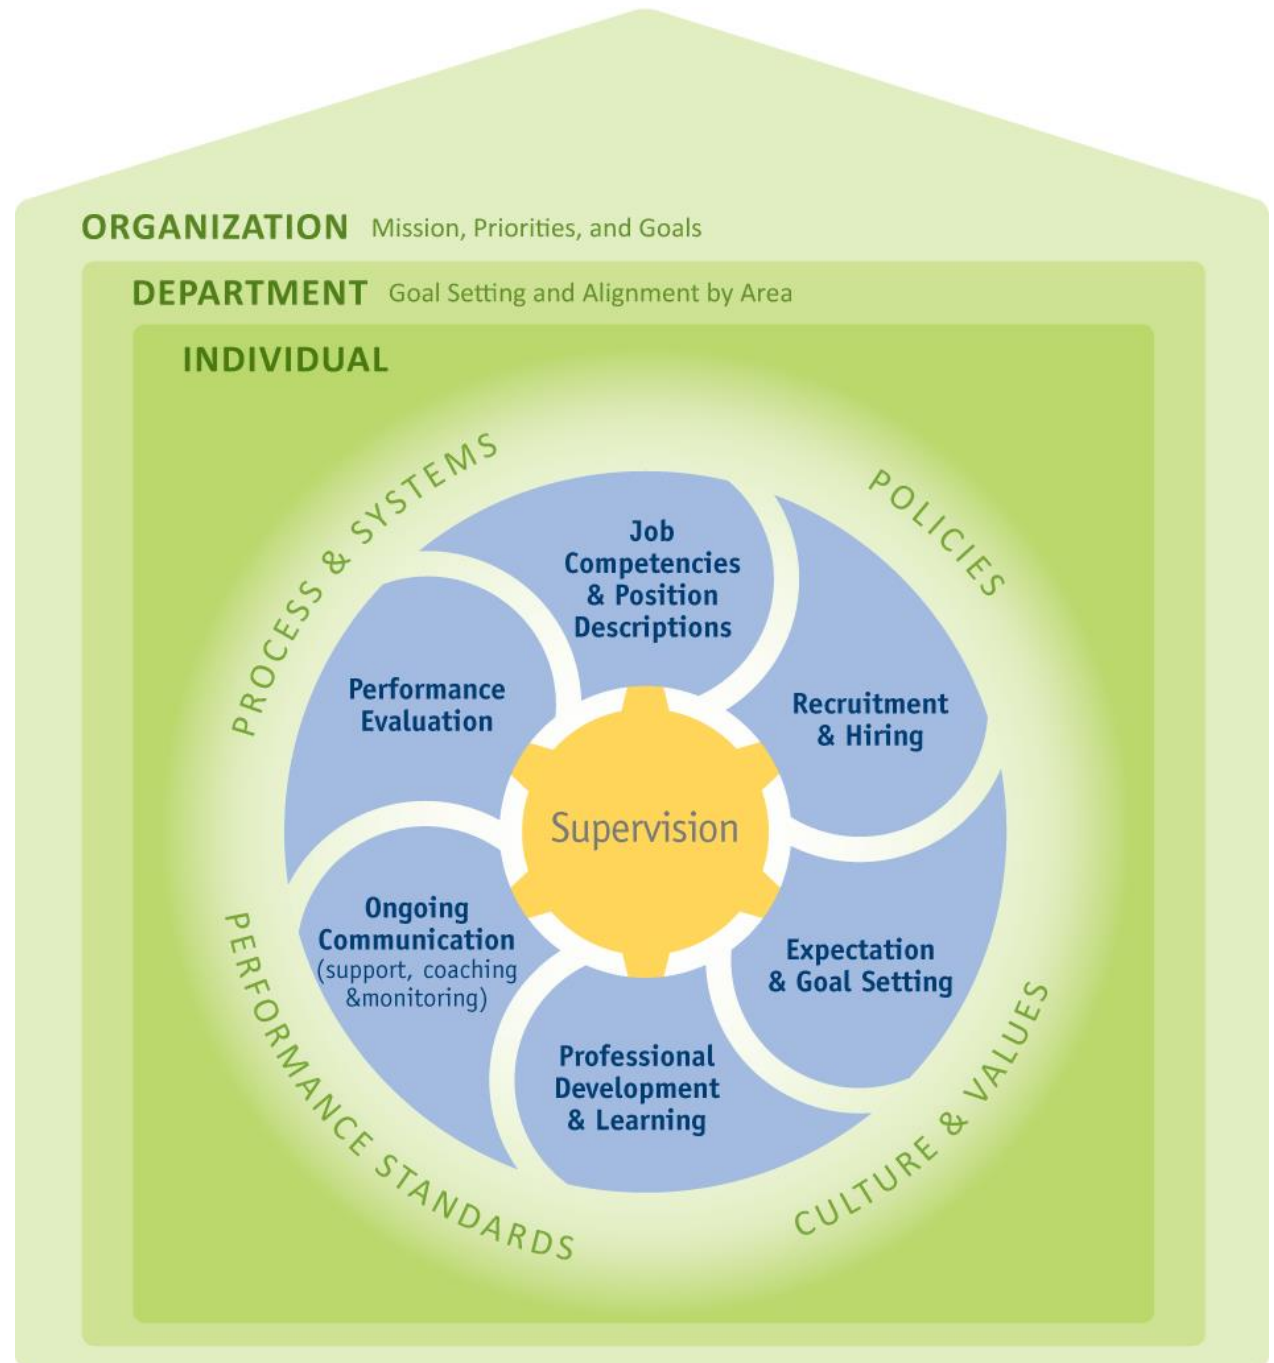 ORGANIZATION Mission, Priorities, and Goals
DEPARTMENT Goal Setting and Alignment by Area
INDIVIDUAL
PROCESS & SYSTEMS
POLICIES
Job
Competencies
& Position
Descriptions
Performance
Evaluation
Recruitment
& Hiring
Supervision
Ongoing
Communication
(support, coaching
&monitoring)
Expectation
& Goal Setting
Professional
Development
& Learning
PERFORMANCE STANDARDS
CULTURE & VALUES